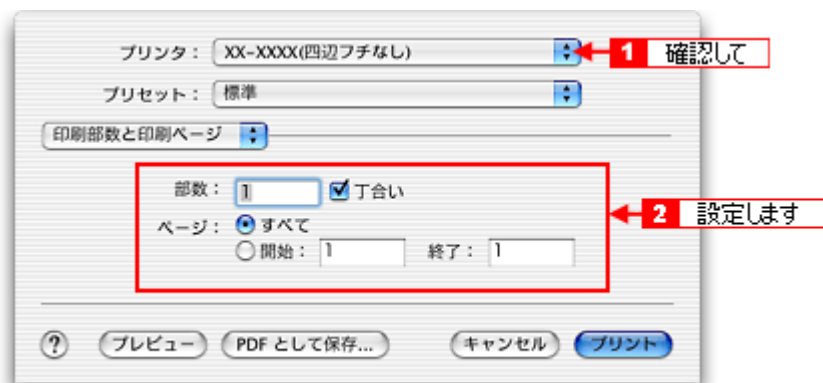 プリンタ： XX-XXXX(四辺フチなし) 1 確認して
プリセット： 標準
印刷部数と印刷ページ
部数： 1 丁合い
ページ： すべて
2 設定します
開始： 1 終了： 1
? プレビュー PDF として保存... キャンセル プリント